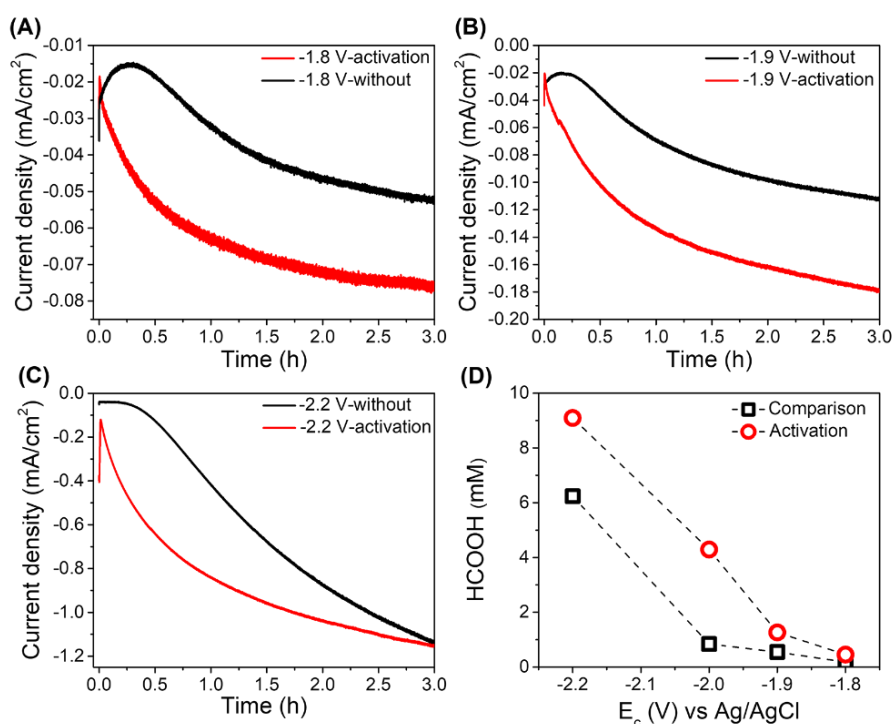 (A)
-0.01
-0.02
-0.03
-0.04
-0.05
-0.06
-0.07
-0.08
Current density (mA/cm²)
-1.8 V-activation
-1.8 V-without
0.0 0.5 1.0 1.5 2.0 2.5 3.0
Time (h)
(B)
0.00
-0.02
-0.04
-0.06
-0.08
-0.10
-0.12
-0.14
-0.16
-0.18
-0.20
Current density (mA/cm²)
-1.9 V-without
-1.9 V-activation
0.0 0.5 1.0 1.5 2.0 2.5 3.0
Time (h)
(C)
0.0
-0.2
-0.4
-0.6
-0.8
-1.0
-1.2
Current density (mA/cm²)
-2.2 V-without
-2.2 V-activation
0.0 0.5 1.0 1.5 2.0 2.5 3.0
Time (h)
(D)
10
8
6
4
2
0
HCOOH (mM)
Comparison
Activation
-2.2 -2.1 -2.0 -1.9 -1.8
E_c (V) vs Ag/AgCl